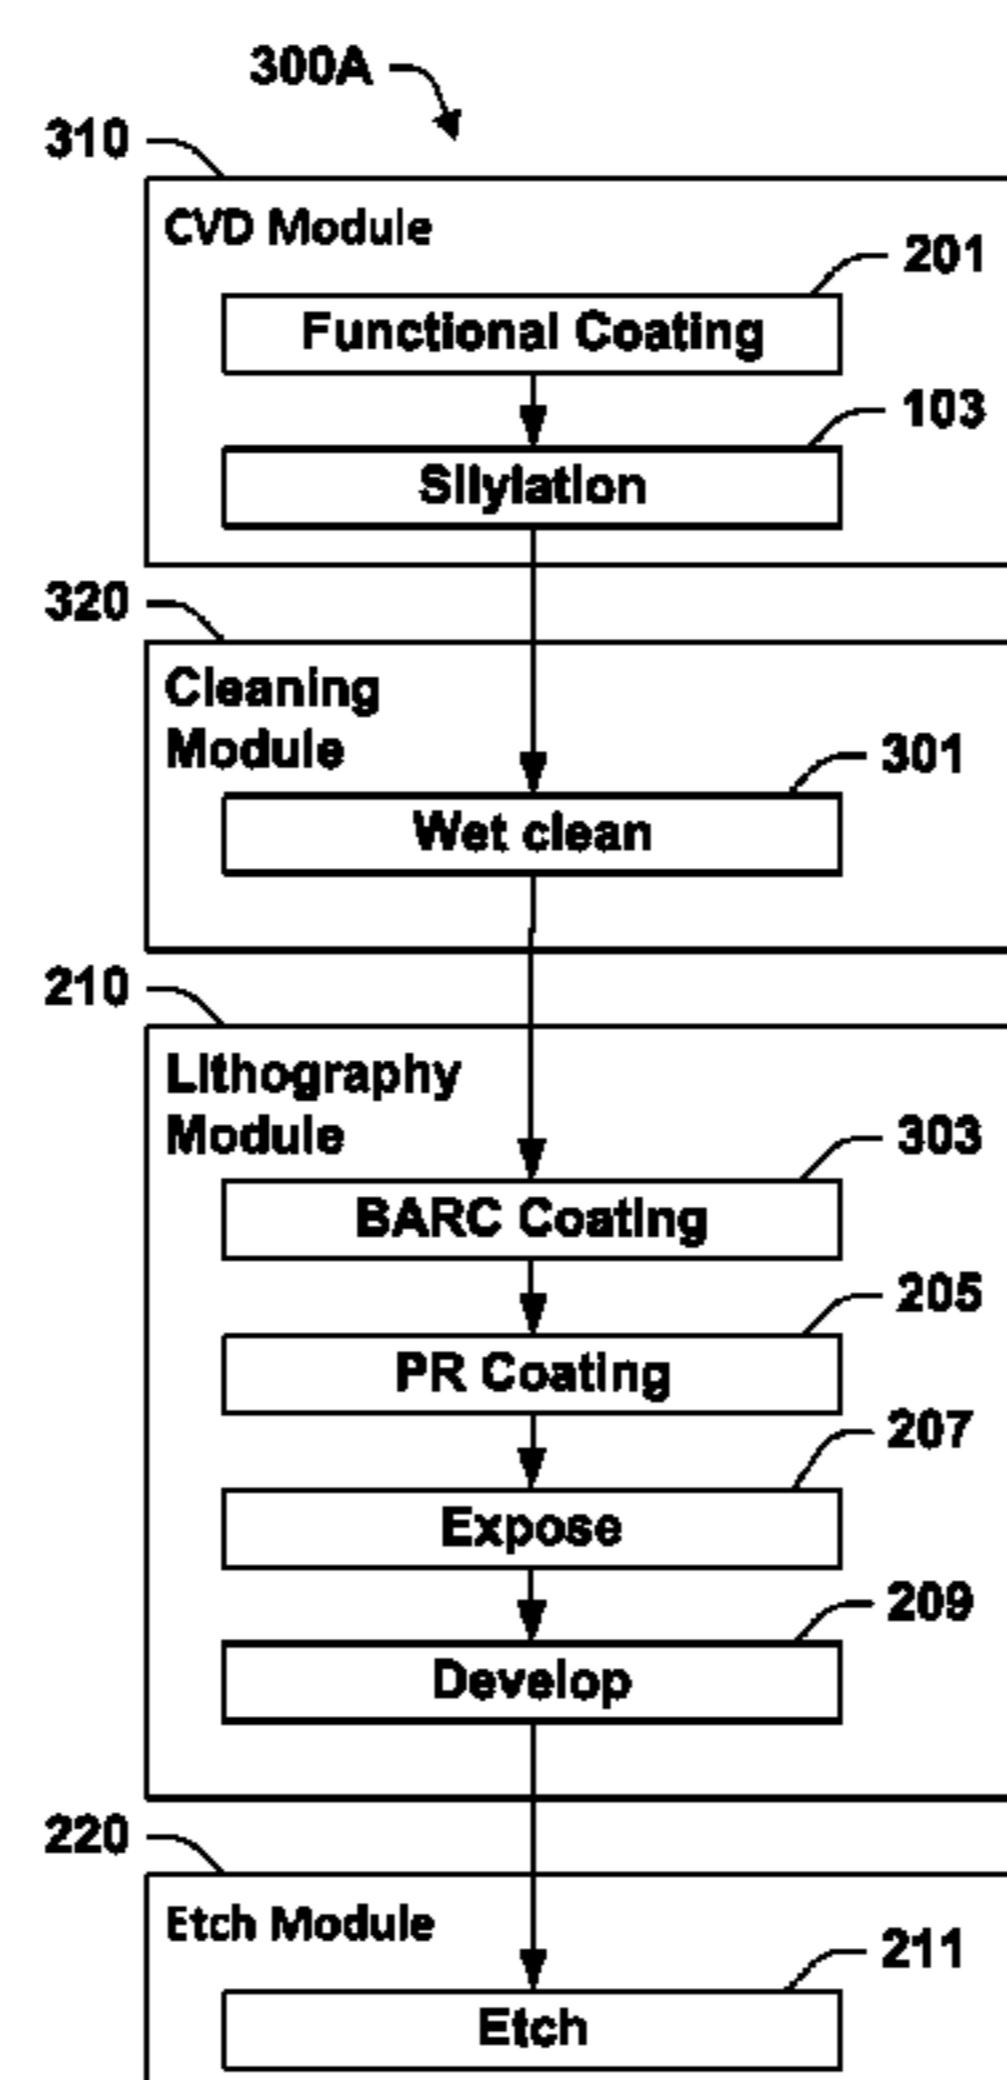 300A
310
CVD Module
201
Functional Coating
103
Silylation
320
Cleaning
Module
301
Wet clean
210
Lithography
Module
303
BARC Coating
205
PR Coating
207
Expose
209
Develop
220
Etch Module
211
Etch